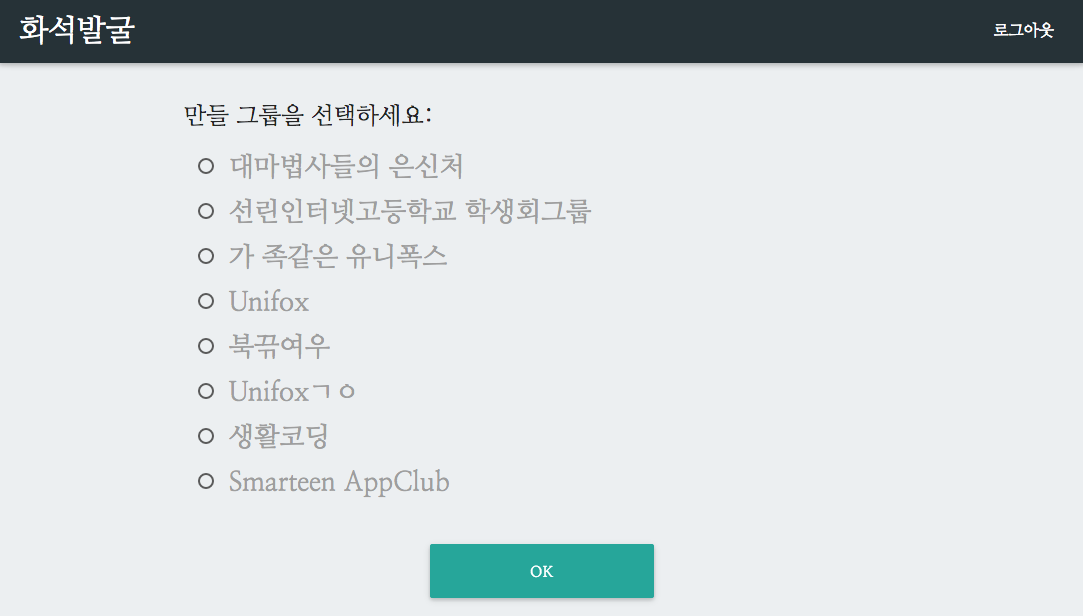 화석발굴
로그아웃
만들 그룹을 선택하세요:
대마법사들의 은신처
선린인터넷고등학교 학생회그룹
가 족같은 유니폭스
Unifox
북끆여우
Unifoxㄱㅇ
생활코딩
Smarteen AppClub
OK